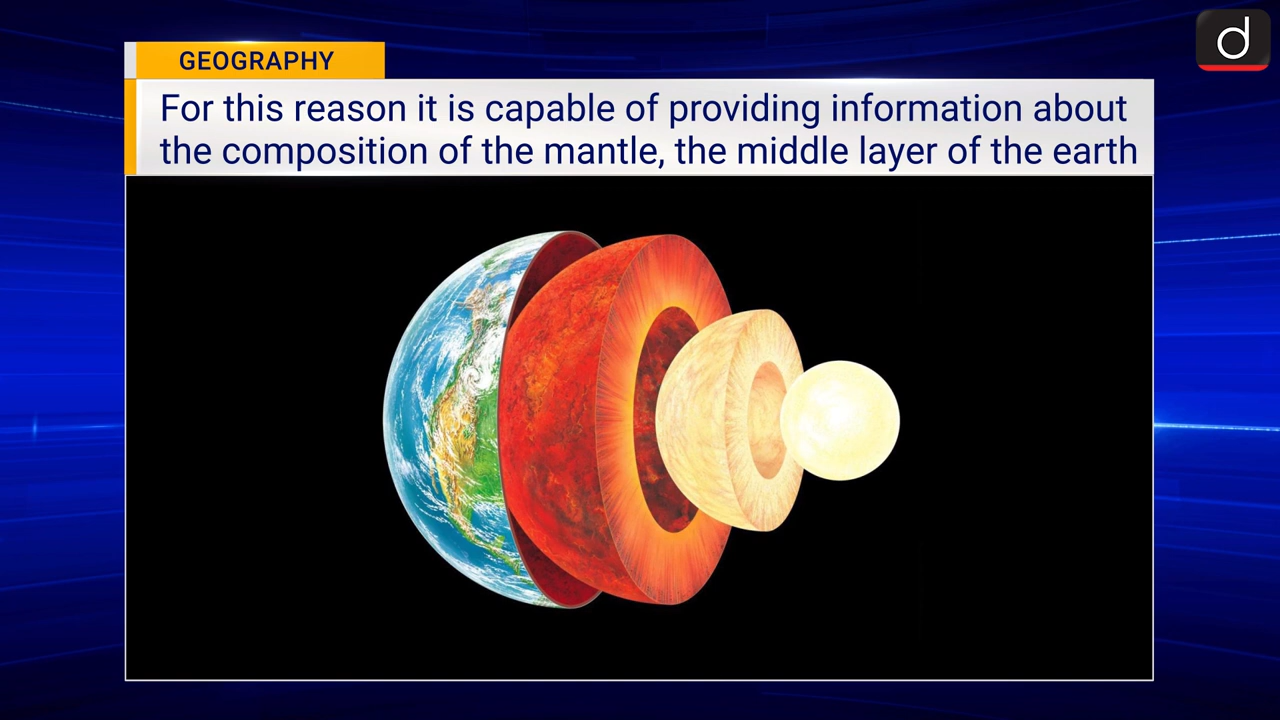 d
GEOGRAPHY
For this reason it is capable of providing information about
the composition of the mantle, the middle layer of the earth